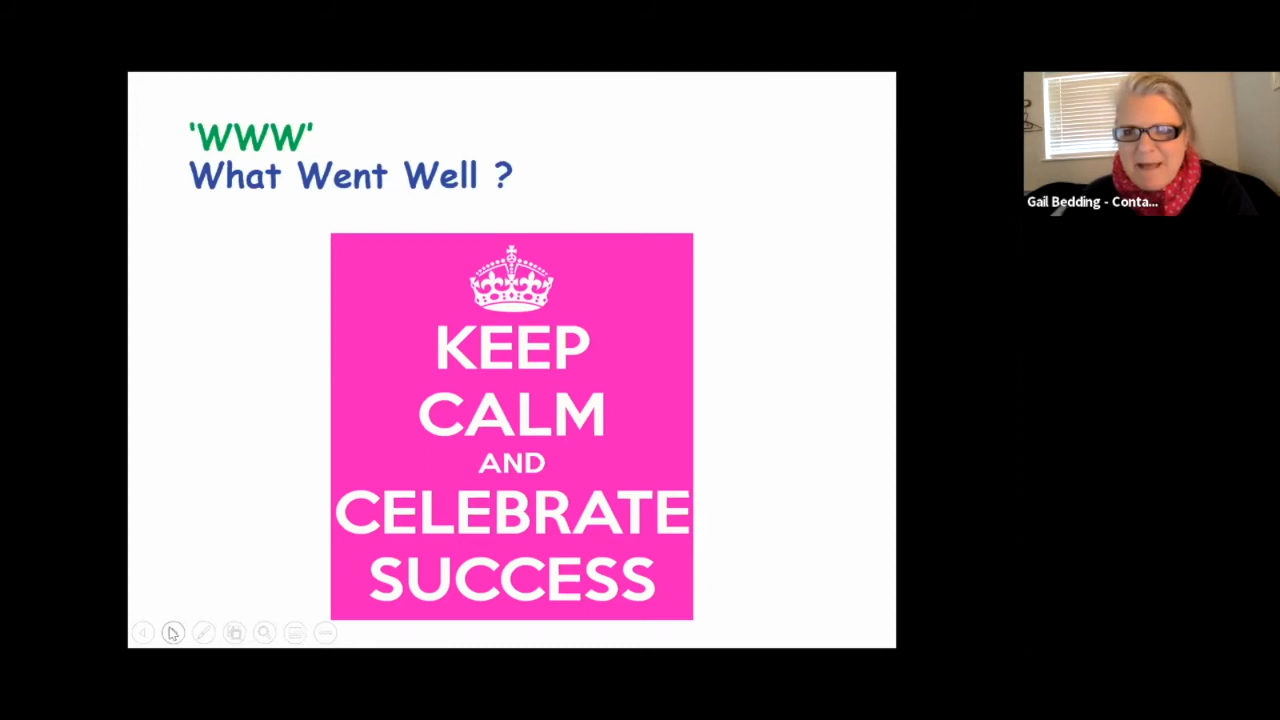 'WWW'
What Went Well ?
KEEP
CALM
AND
CELEBRATE
SUCCESS
Gail Bedding - Conta...